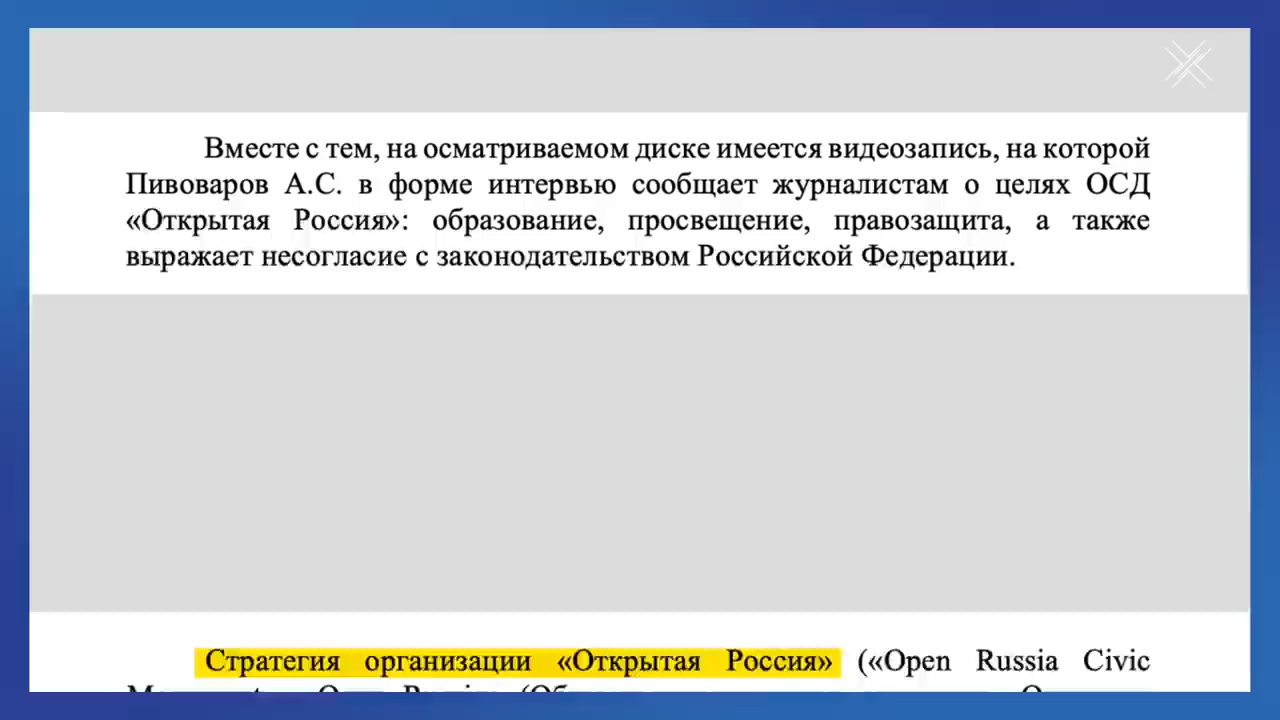 Вместе с тем, на осматриваемом диске имеется видеозапись, на которой
Пивоваров А.С. в форме интервью сообщает журналистам о целях ОСД
«Открытая Россия»: образование, просвещение, правозащита, а также
выражает несогласие с законодательством Российской Федерации.
Стратегия организации «Открытая Россия» («Open Russia Civic